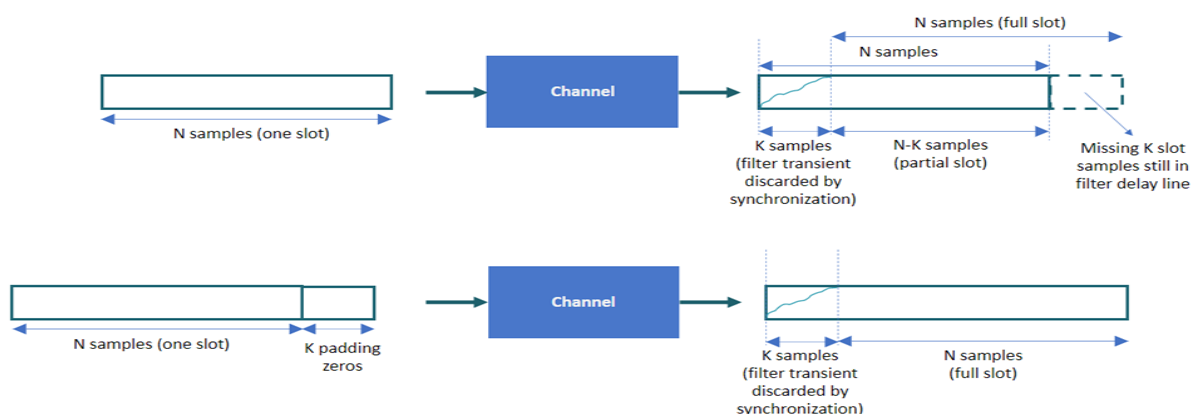 N samples (full slot)
N samples
Channel
N samples (one slot)
K samples
(filter transient
discarded by
synchronization)
N-K samples
(partial slot)
Missing K slot
samples still in
filter delay line
Channel
N samples (one slot)
K padding
zeros
K samples
(filter transient
discarded by
synchronization)
N samples
(full slot)